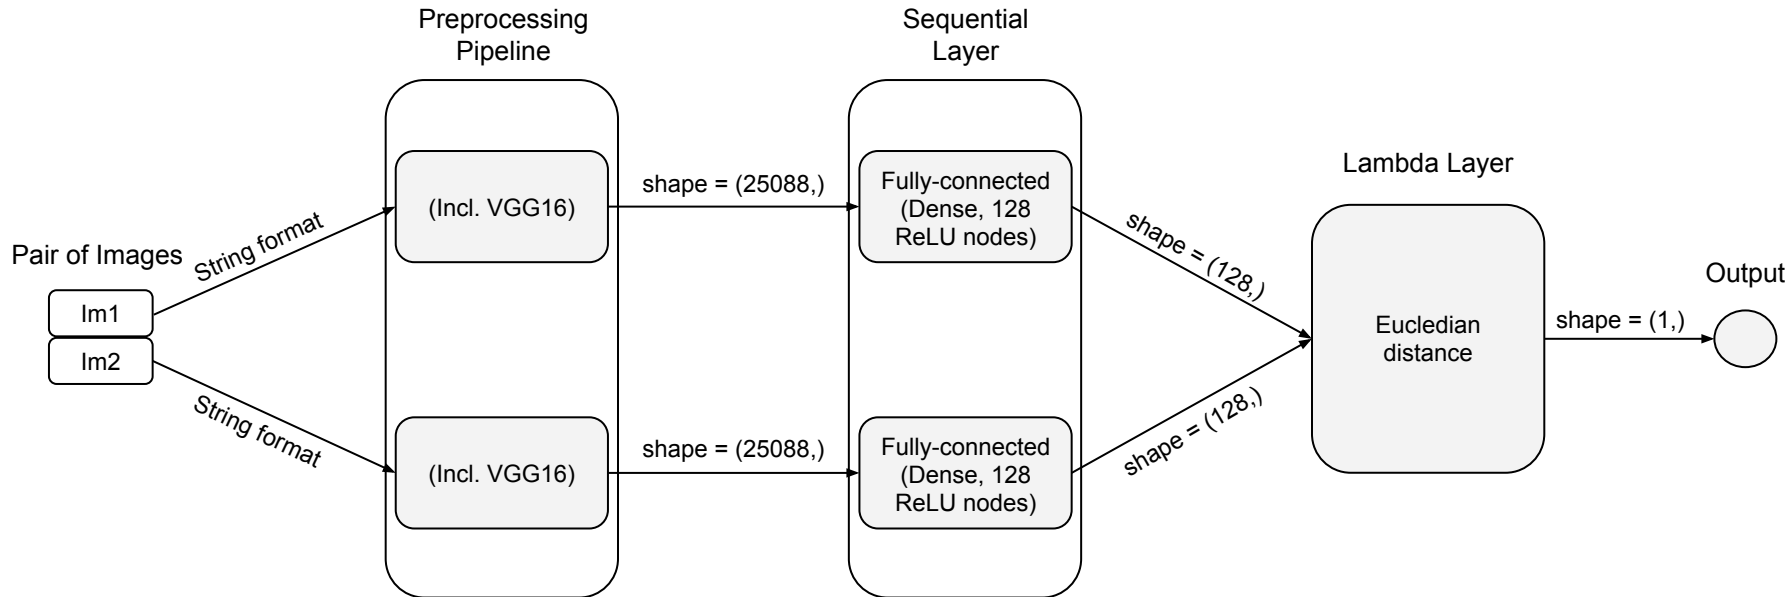 Preprocessing
Pipeline
Sequential
Layer
Lambda Layer
Pair of Images
Im1
Im2
String format
String format
(Incl. VGG16)
(Incl. VGG16)
shape = (25088,)
shape = (25088,)
Fully-connected
(Dense, 128
ReLU nodes)
Fully-connected
(Dense, 128
ReLU nodes)
shape = (128,)
shape = (128,)
Eucledian
distance
shape = (1,)
Output